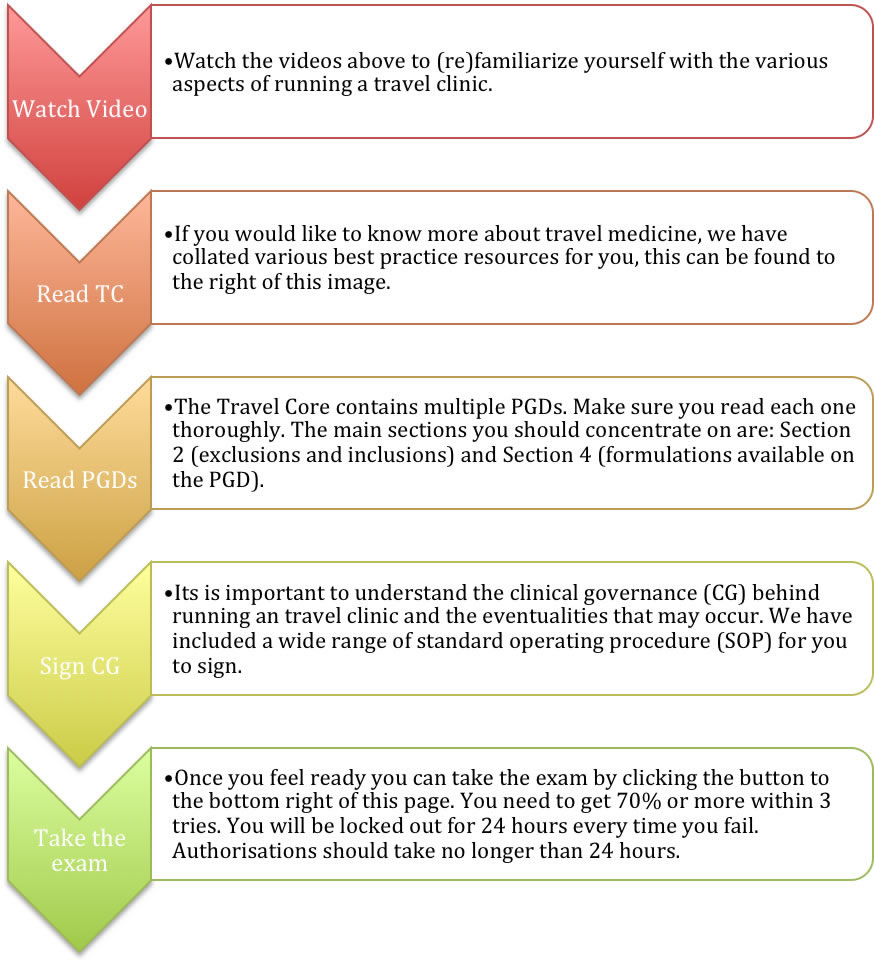 Watch Video
•Watch the videos above to (re)familiarize yourself with the various
aspects of running a travel clinic.
Read TC
•If you would like to know more about travel medicine, we have
collated various best practice resources for you, this can be found to
the right of this image.
Read PGDs
•The Travel Core contains multiple PGDs. Make sure you read each one
thoroughly. The main sections you should concentrate on are: Section
2 (exclusions and inclusions) and Section 4 (formulations available on
the PGD).
Sign CG
•Its is important to understand the clinical governance (CG) behind
running an travel clinic and the eventualities that may occur. We have
included a wide range of standard operating procedure (SOP) for you
to sign.
Take the
exam
•Once you feel ready you can take the exam by clicking the button to
the bottom right of this page. You need to get 70% or more within 3
tries. You will be locked out for 24 hours every time you fail.
Authorisations should take no longer than 24 hours.